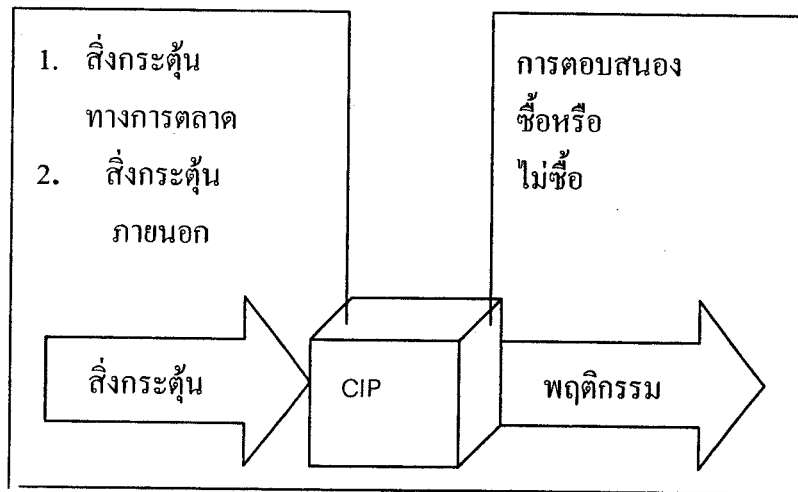 1. สิ่งกระตุ้น
ทางการตลาด
2. สิ่งกระตุ้น
ภายนอก
การตอบสนอง
ซื้อหรือ
ไม่ซื้อ
สิ่งกระตุ้น
CIP
พฤติกรรม